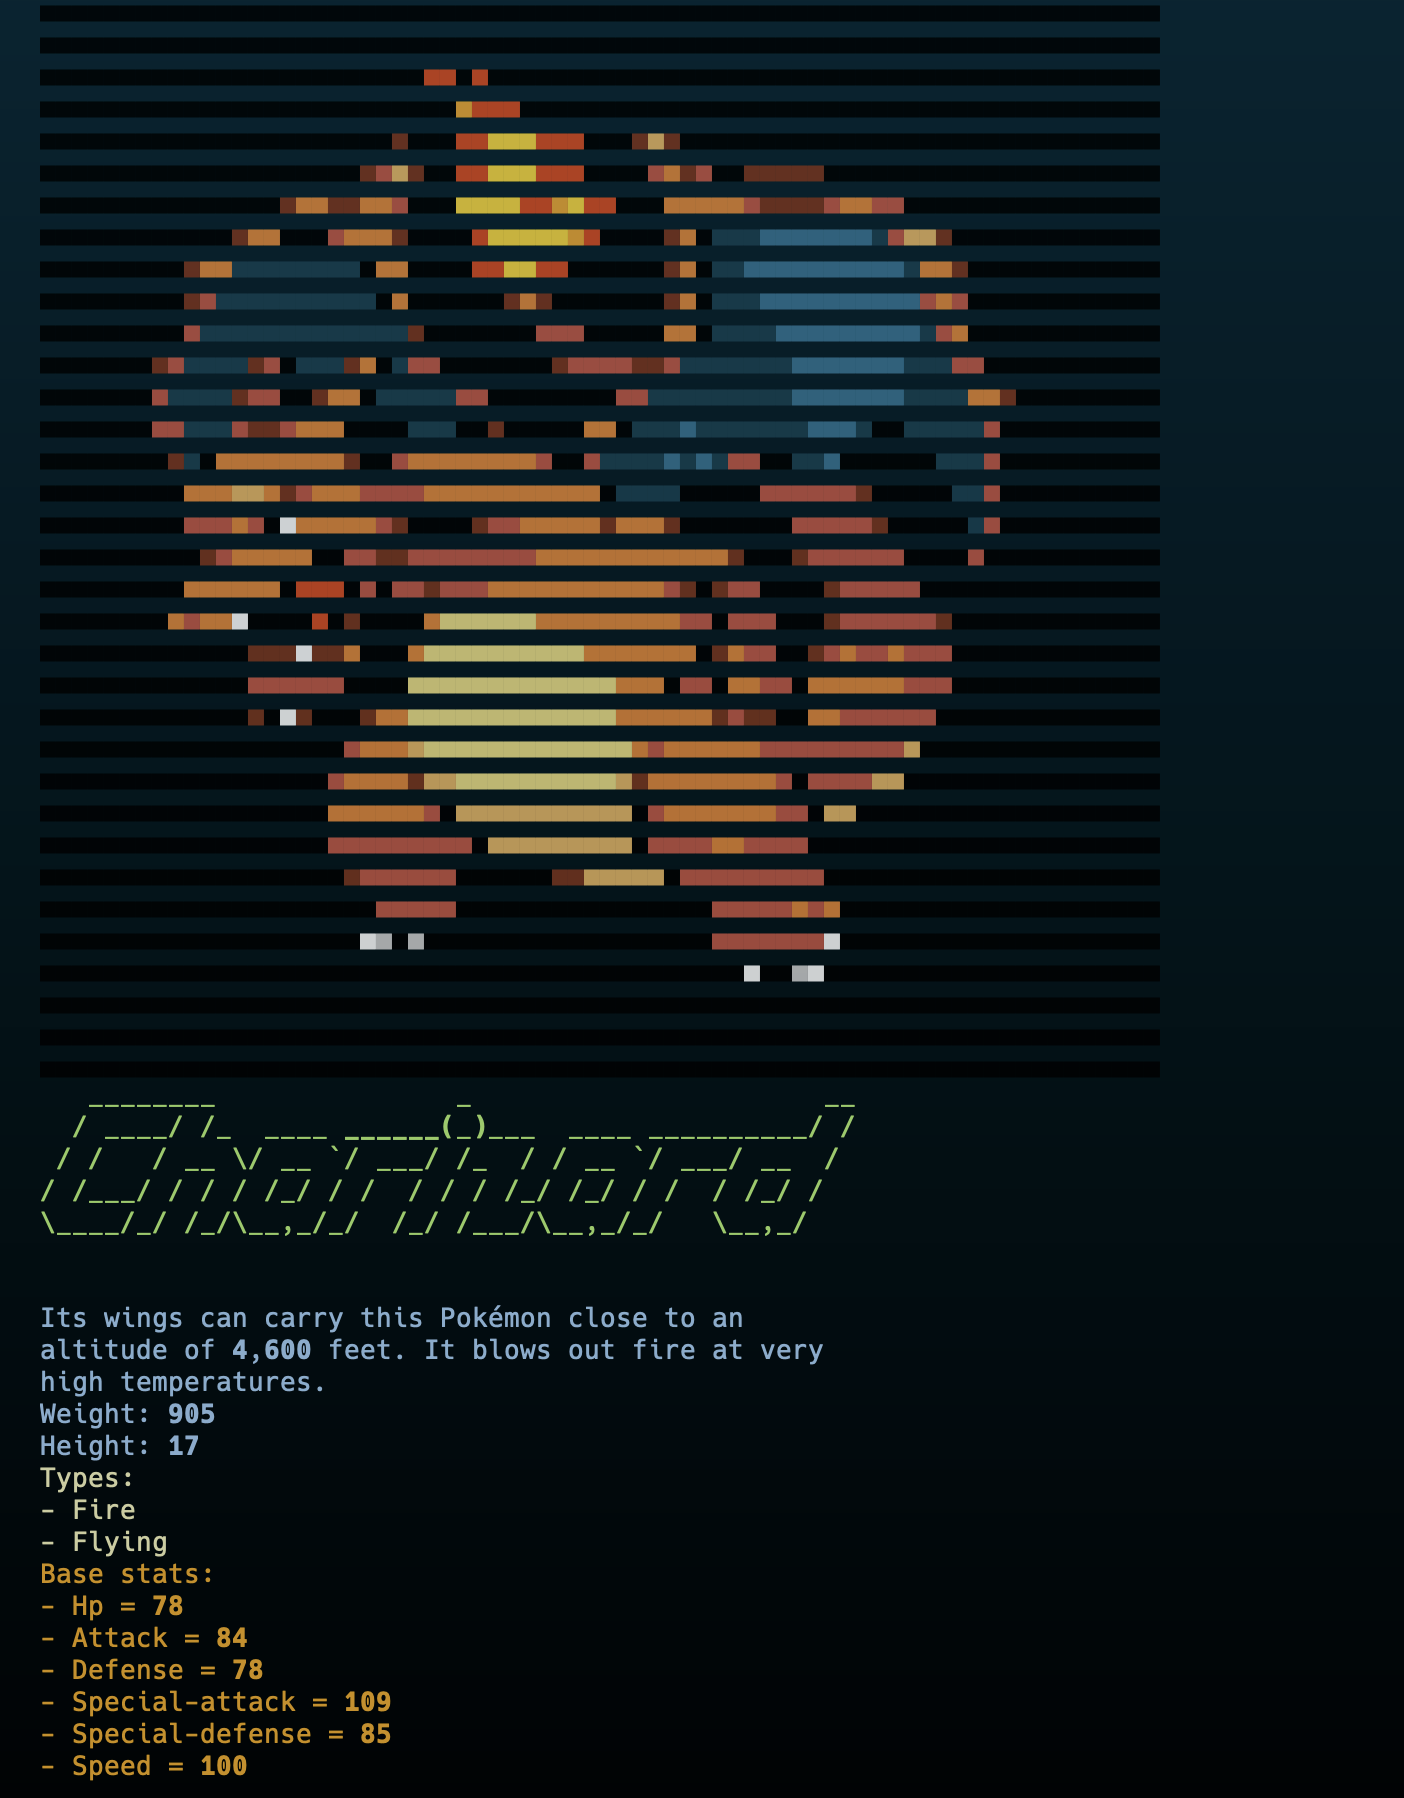 Charizard
Its wings can carry this Pokémon close to an
altitude of 4,600 feet. It blows out fire at very
high temperatures.
Weight: 905
Height: 17
Types:
- Fire
- Flying
Base stats:
- Hp = 78
- Attack = 84
- Defense = 78
- Special-attack = 109
- Special-defense = 85
- Speed = 100